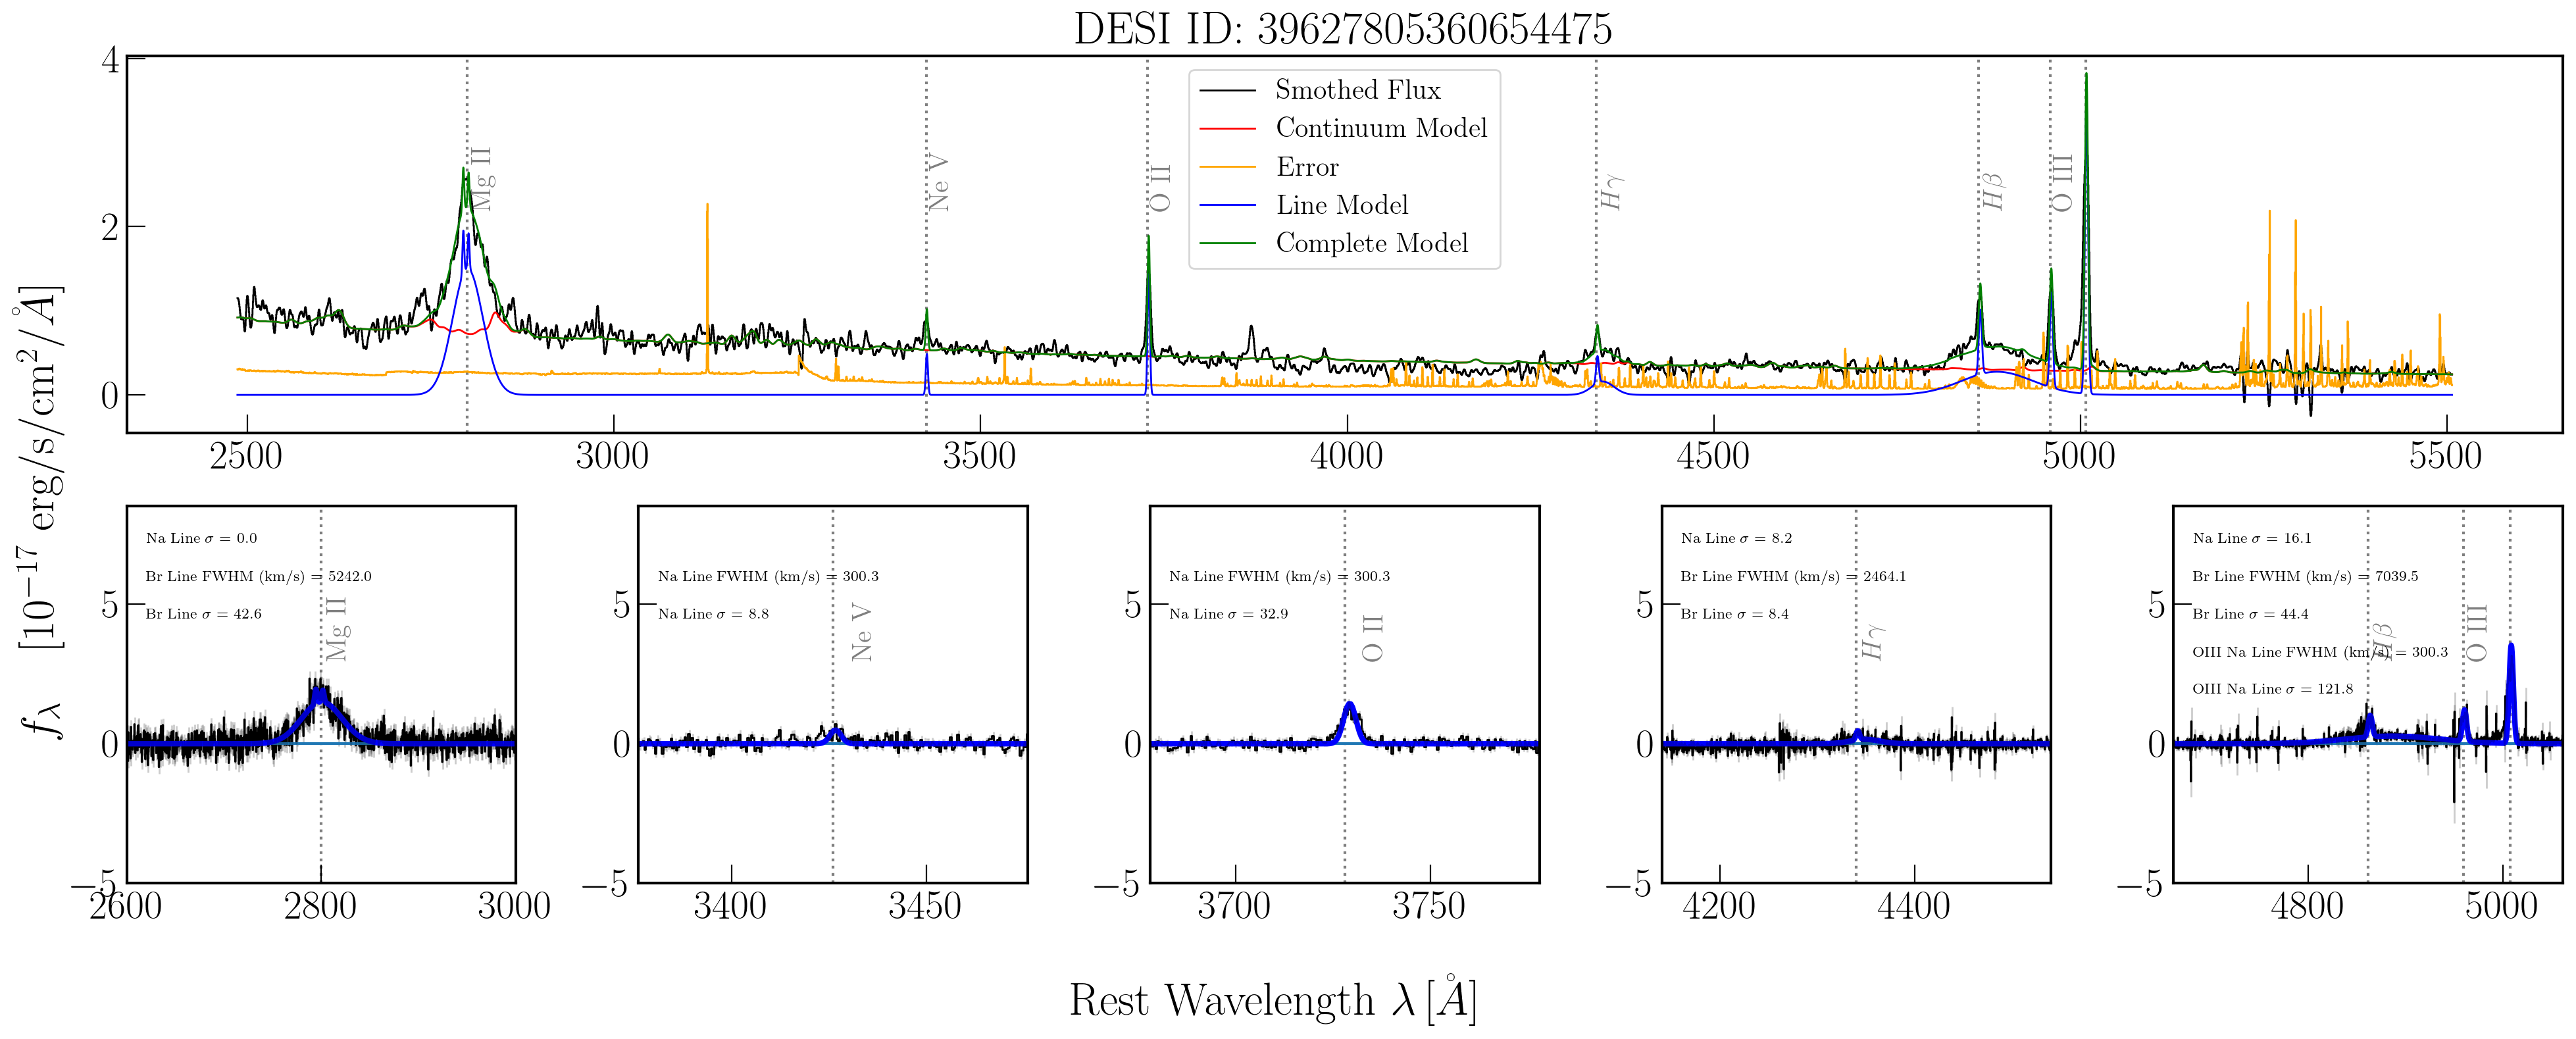 DESI ID: 39627805360654475
4
2
0
Smothed Flux
Continuum Model
Error
Line Model
Complete Model
Mg II
Ne V
O II
Hγ
Hβ
O III
2500 3000 3500 4000 4500 5000 5500
fλ [10⁻¹⁷ erg/s/cm²/Å]
Na Line σ = 0.0
Br Line FWHM (km/s) = 5242.0
Br Line σ = 42.6
Mg II
5
0
−5
2600 2800 3000
Na Line FWHM (km/s) = 300.3
Na Line σ = 8.8
Ne V
5
0
−5
3400 3450
Na Line FWHM (km/s) = 300.3
Na Line σ = 32.9
O II
5
0
−5
3700 3750
Na Line σ = 8.2
Br Line FWHM (km/s) = 2464.1
Br Line σ = 8.4
Hγ
5
0
−5
4200 4400
Na Line σ = 16.1
Br Line FWHM (km/s) = 7039.5
Br Line σ = 44.4
OIII Na Line FWHM (km/s) = 300.3
OIII Na Line σ = 121.8
Hβ
O III
5
0
−5
4800 5000
Rest Wavelength λ [Å]